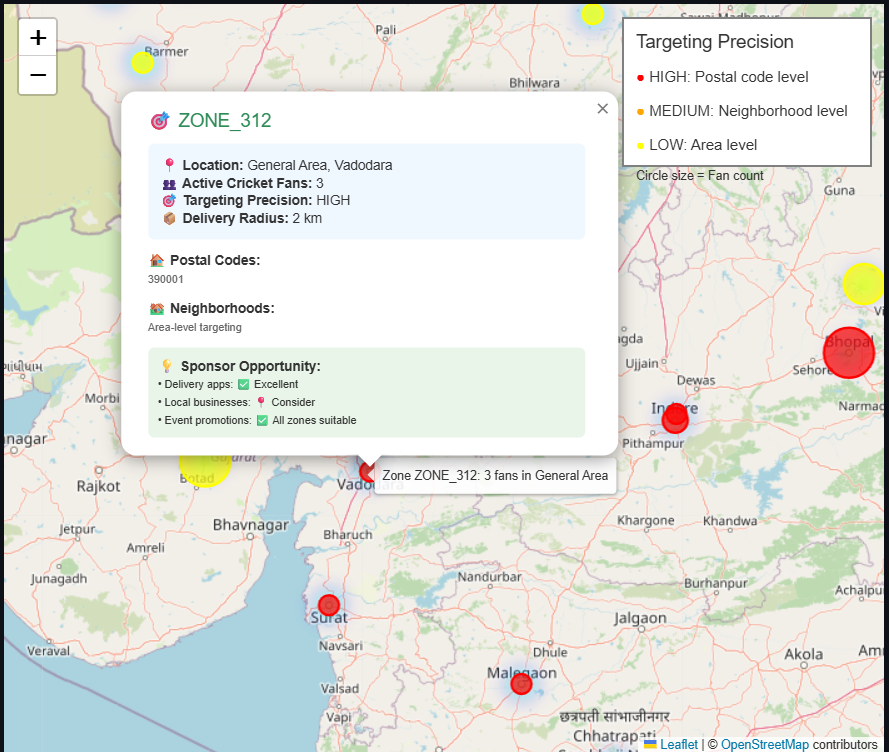 +
−
Pali
Barmer
Bhilwara
Targeting Precision
HIGH: Postal code level
MEDIUM: Neighborhood level
LOW: Area level
Circle size = Fan count
Guna
×
ZONE_312
Location: General Area, Vadodara
Active Cricket Fans: 3
Targeting Precision: HIGH
Delivery Radius: 2 km
Postal Codes:
390001
Neighborhoods:
Area-level targeting
Sponsor Opportunity:
• Delivery apps: ✅ Excellent
• Local businesses: 📍 Consider
• Event promotions: ✅ All zones suitable
Bhopal
Sehore
Ujjain
Dewas
Indore
Pithampur
Narmad
Morbi
Rajkot
Botad
Zone ZONE_312: 3 fans in General Area
Bhavnagar
Jetpur
Amreli
Junagadh
Veraval
Bharuch
Surat
Navsari
Valsad
Vapi
Khargone
Khandwa
Nandurbar
Burhanpur
Achalpu
Jalgaon
Dhule
Akola
Malegaon
छत्रपती सांभाजीनगर
Chhatrapati
Leaflet | © OpenStreetMap contributors